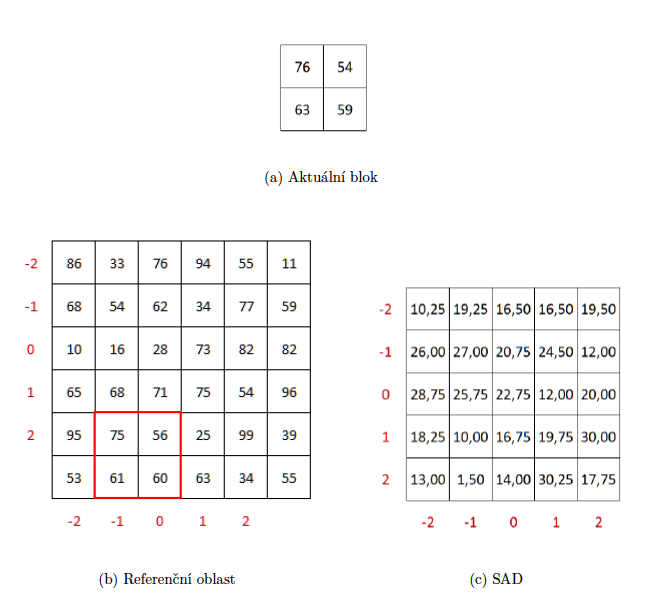 76 54
63 59
(a) Aktuální blok
-2 86 33 76 94 55 11
-1 68 54 62 34 77 59
0 10 16 28 73 82 82
1 65 68 71 75 54 96
2 95 75 56 25 99 39
53 61 60 63 34 55
-2 -1 0 1 2
(b) Referenční oblast
-2 10,25 19,25 16,50 16,50 19,50
-1 26,00 27,00 20,75 24,50 12,00
0 28,75 25,75 22,75 12,00 20,00
1 18,25 10,00 16,75 19,75 30,00
2 13,00 1,50 14,00 30,25 17,75
-2 -1 0 1 2
(c) SAD